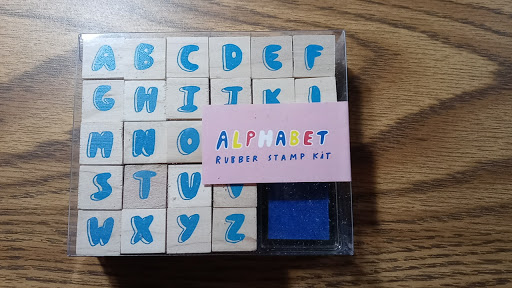 A B C D E F
G H I J K L
M N O
ALPHABET
RUBBER STAMP KiT
S T U V
W X Y Z